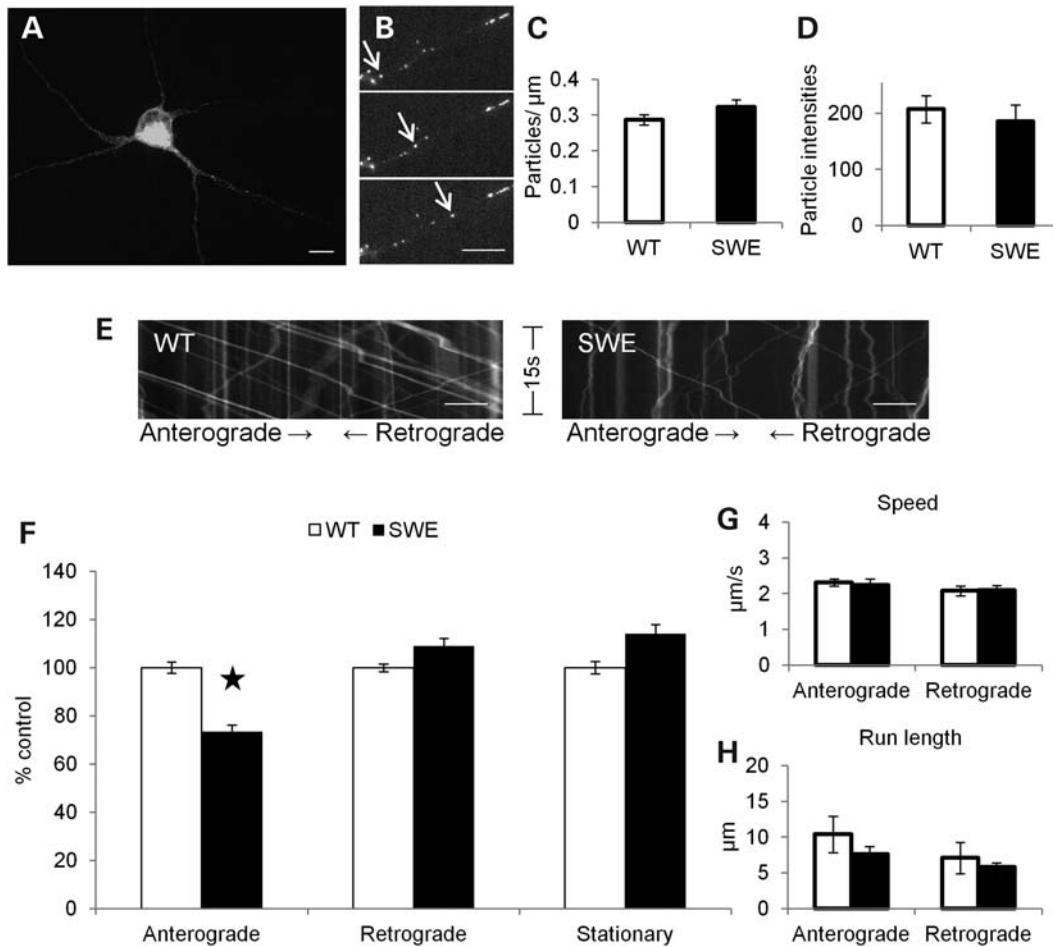 A
B
C
Particles/ µm
0.4
0.3
0.2
0.1
0
WT SWE
D
Particle intensities
200
100
0
WT SWE
E
WT
15s
SWE
Anterograde → ← Retrograde
Anterograde → ← Retrograde
F
WT SWE
% control
140
120
100
80
60
40
20
0
Anterograde Retrograde Stationary
G
Speed
µm/s
4
3
2
1
0
Anterograde Retrograde
H
Run length
µm
20
15
10
5
0
Anterograde Retrograde